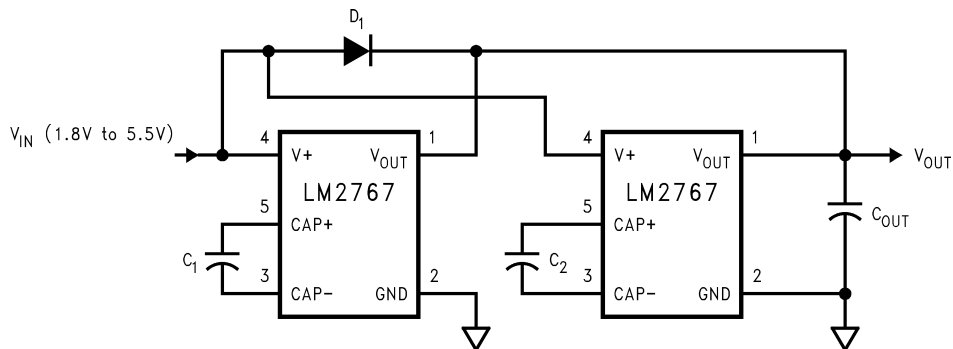 D1
VIN (1.8V to 5.5V)
4
1
4
1
V+
VOUT
V+
VOUT
VOUT
LM2767
LM2767
5
5
CAP+
CAP+
COUT
C1
C2
3
2
3
2
CAP−
GND
CAP−
GND